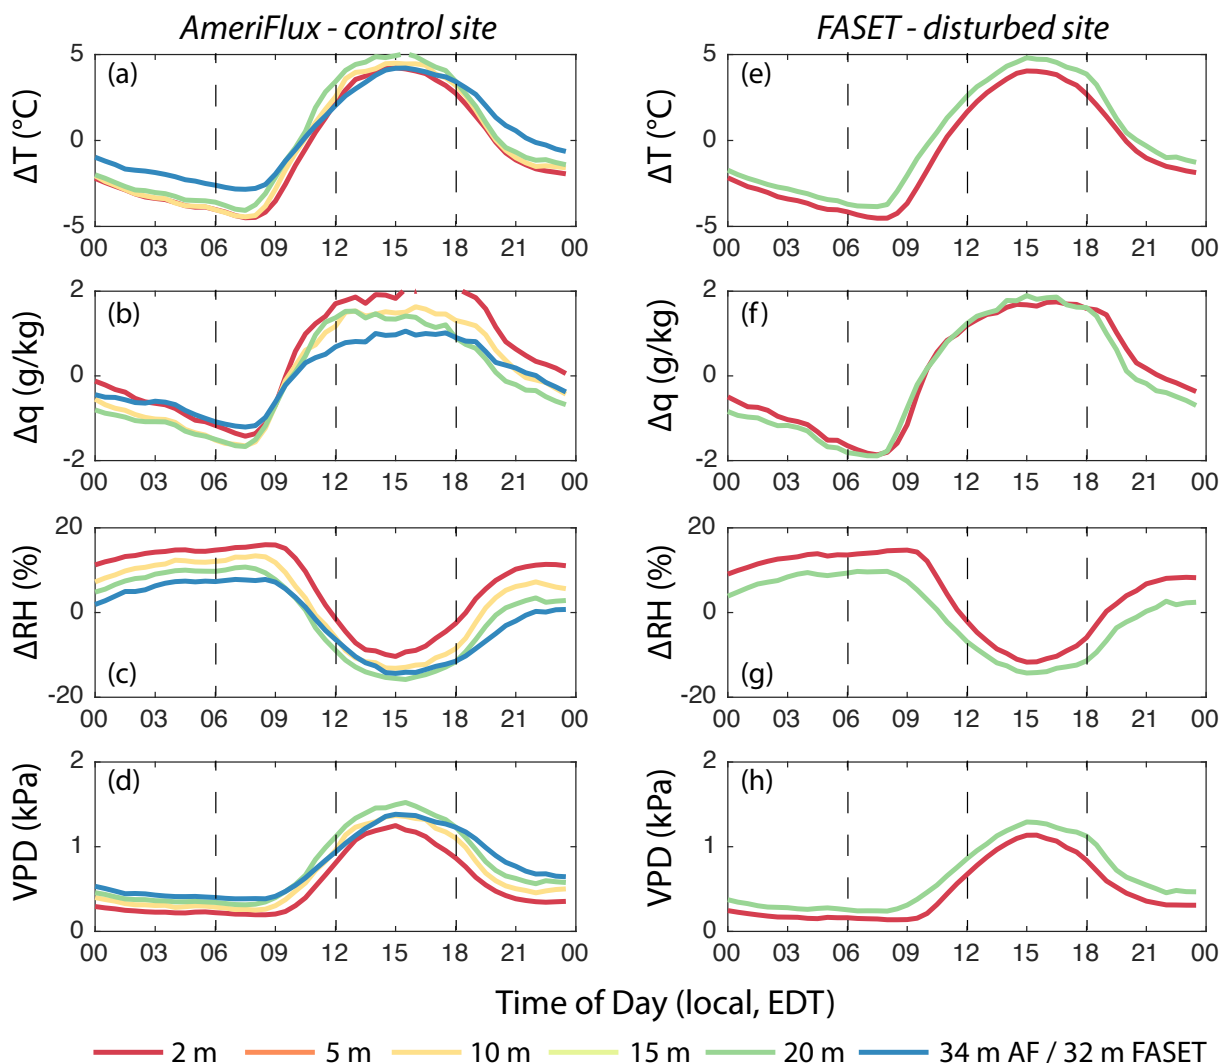 AmeriFlux - control site
FASET - disturbed site
(a)
ΔT (°C)
5
0
-5
00 03 06 09 12 15 18 21 00
(e)
ΔT (°C)
5
0
-5
00 03 06 09 12 15 18 21 00
(b)
Δq (g/kg)
2
0
-2
00 03 06 09 12 15 18 21 00
(f)
Δq (g/kg)
2
0
-2
00 03 06 09 12 15 18 21 00
(c)
ΔRH (%)
20
0
-20
00 03 06 09 12 15 18 21 00
(g)
ΔRH (%)
20
0
-20
00 03 06 09 12 15 18 21 00
(d)
VPD (kPa)
2
1
0
00 03 06 09 12 15 18 21 00
(h)
VPD (kPa)
2
1
0
00 03 06 09 12 15 18 21 00
Time of Day (local, EDT)
2 m 5 m 10 m 15 m 20 m 34 m AF / 32 m FASET